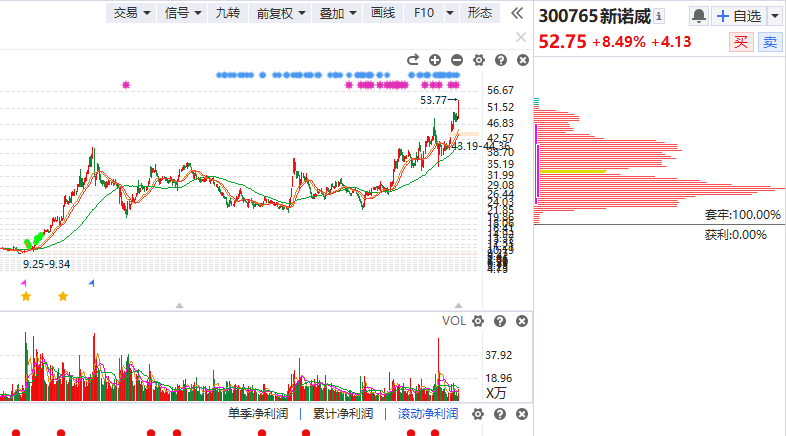 交易 信号 九转 前复权 叠加 画线 F10 形态
300765新诺威
自选
52.75 +8.49% +4.13
买 卖
53.77
56.67
51.52
46.83
42.57
43.19-44.36
38.70
35.19
31.99
29.08
26.44
24.03
21.85
9.25-9.34
套牢:100.00%
获利:0.00%
VOL
37.92
18.96
X万
单季净利润 累计净利润 滚动净利润